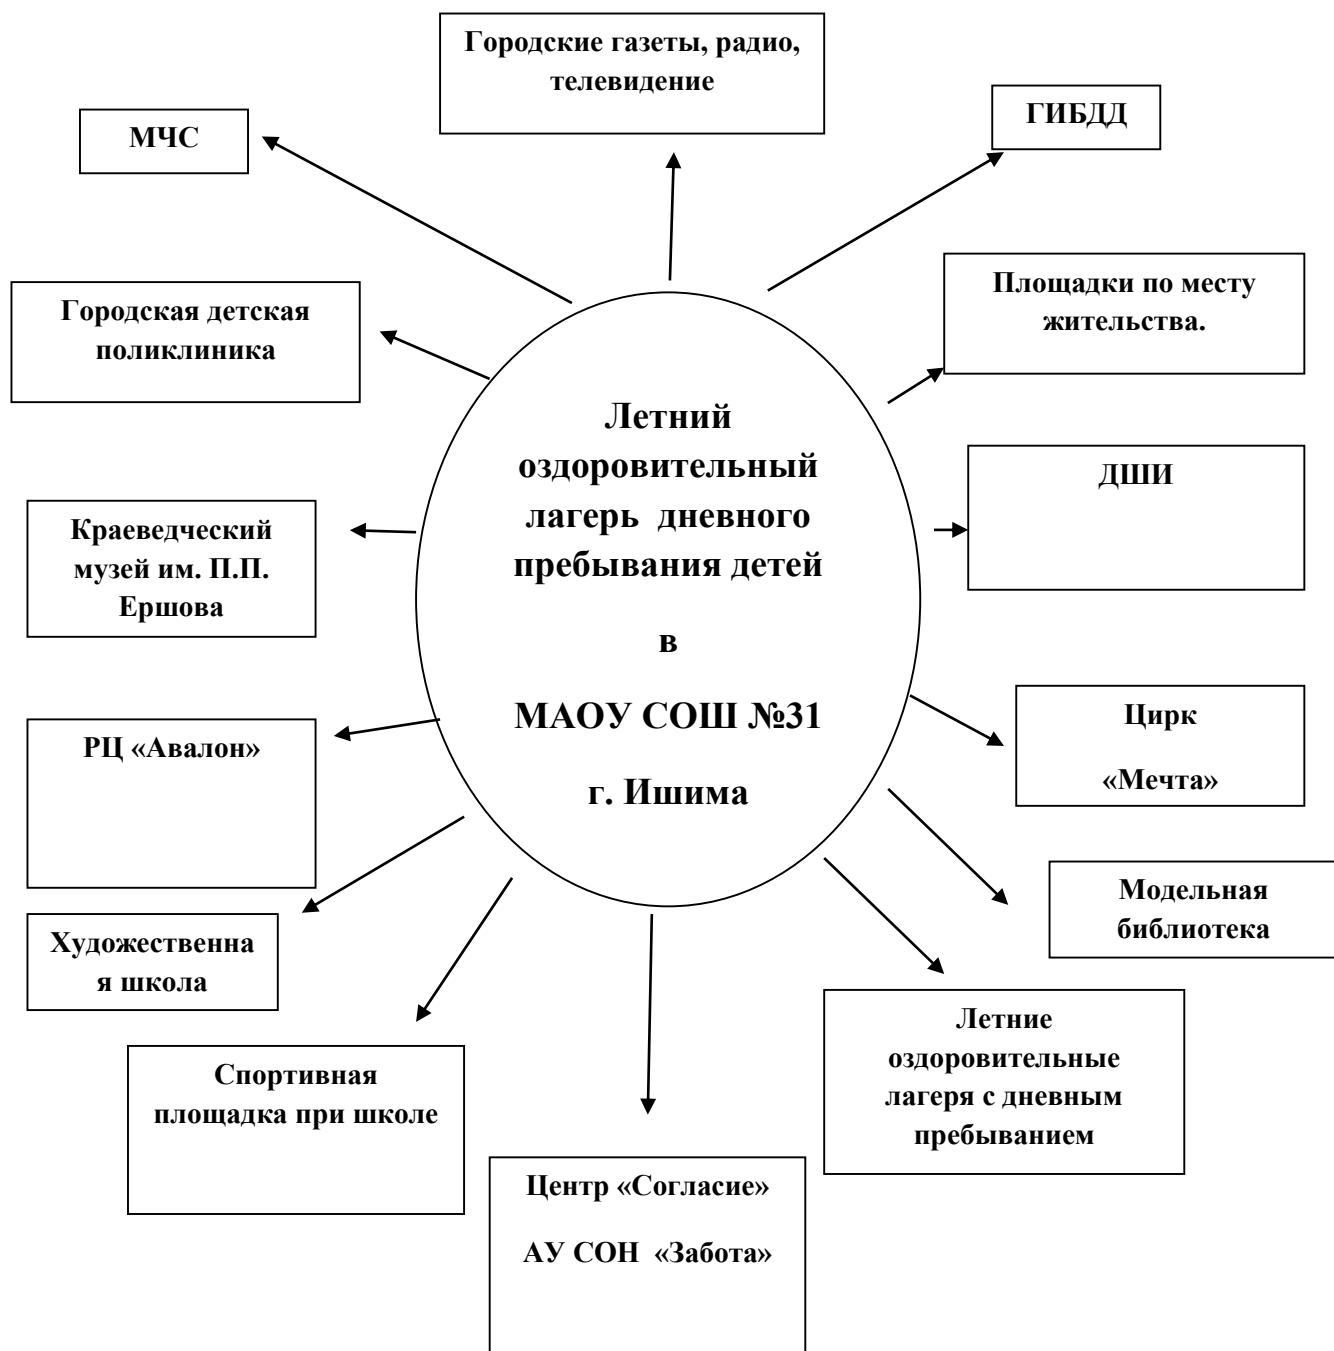 Городские газеты, радио,
телевидение
МЧС
ГИБДД
Городская детская
поликлиника
Площадки по месту
жительства.
Летний
оздоровительный
лагерь дневного
пребывания детей
в
МАОУ СОШ №31
г. Ишима
ДШИ
Краеведческий
музей им. П.П.
Ершова
РЦ «Авалон»
Цирк
«Мечта»
Модельная
библиотека
Художественна
я школа
Летние
оздоровительные
лагеря с дневным
пребыванием
Спортивная
площадка при школе
Центр «Согласие»
АУ СОН «Забота»